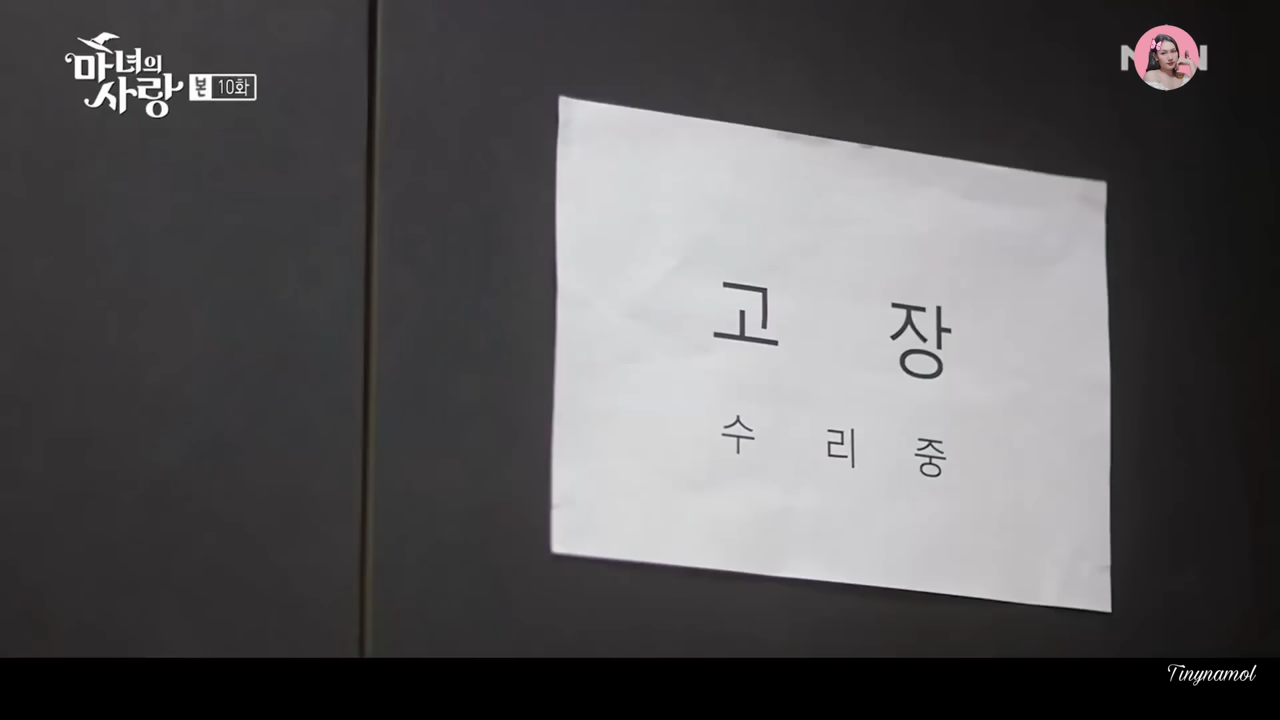 마녀의
사랑
본 10화
고 장
수 리 중
Tinynamol